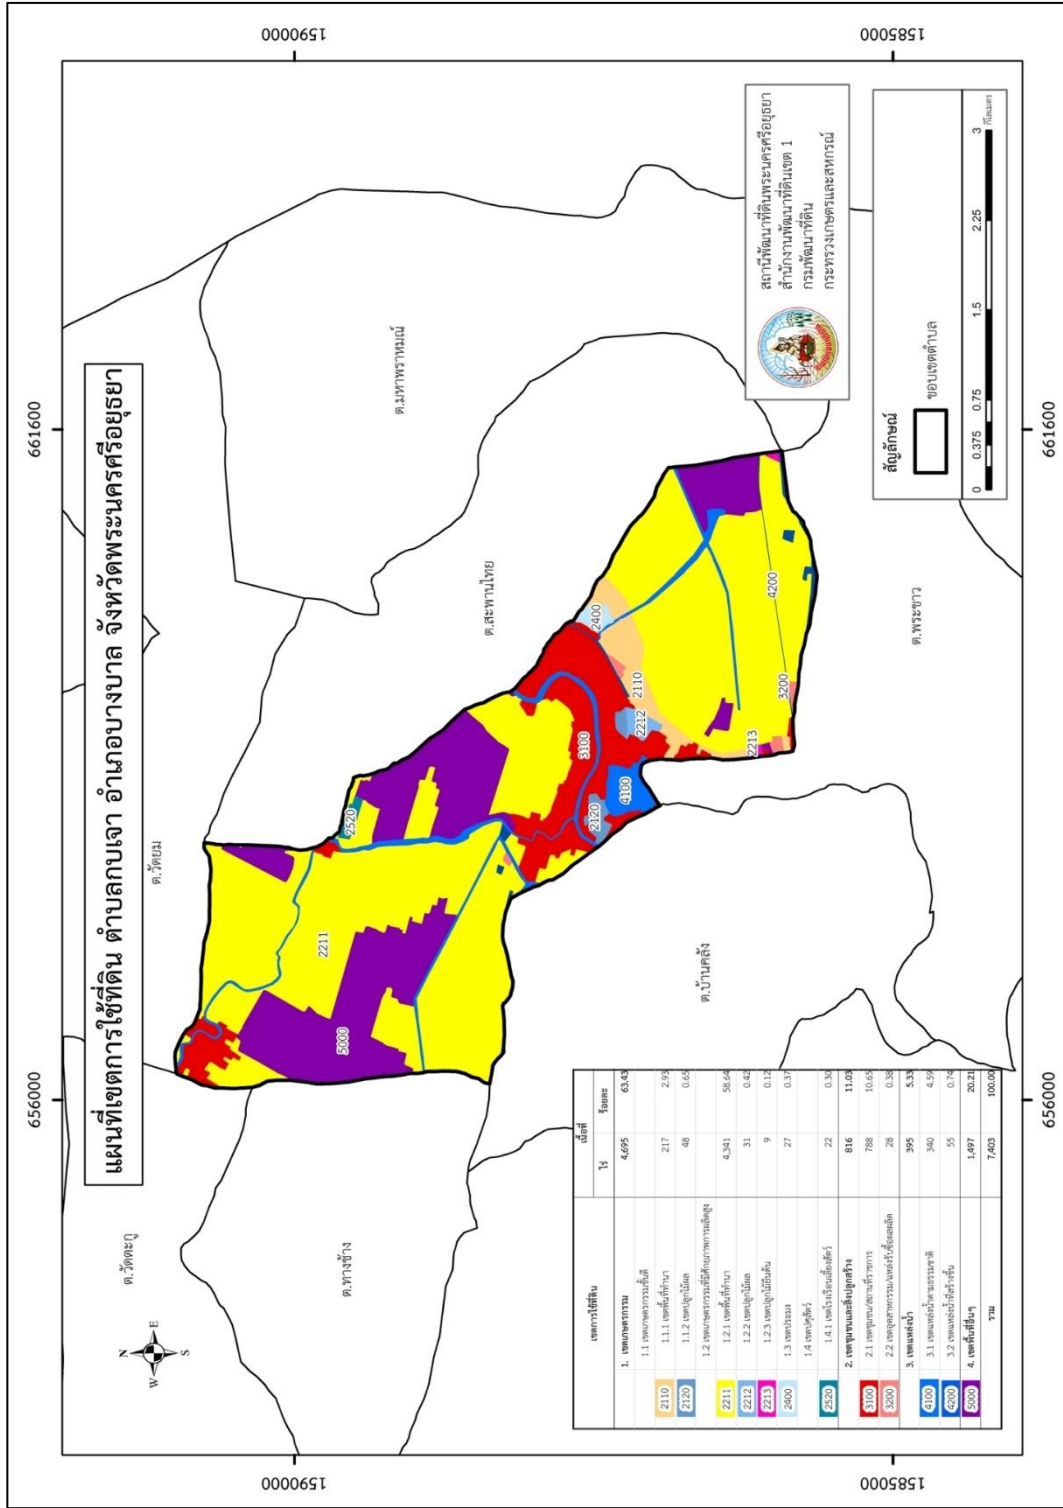 แผนที่เขตการใช้ที่ดิน ตำบลกบเจา อำเภอบางบาล จังหวัดพระนครศรีอยุธยา
656000
661600
1590000
1590000
1585000
1585000
656000
661600
N
W E
S
ต.วัดตะกู
ต.วัดยม
ต.ทางช้าง
ต.มหาพราหมณ์
ต.สะพานไทย
ต.บ้านคลัง
ต.พระขาว
5000
2211
2520
3100
2120
4100
2212
2110
2400
2213
3200
4200
เขตการใช้ที่ดิน เนื้อที่
ไร่ ร้อยละ
1. เขตเกษตรกรรม 4,695 63.43
1.1 เขตเกษตรกรรมชั้นดี
2110 1.1.1 เขตพื้นที่ทำนา 217 2.93
2120 1.1.2 เขตปลูกไม้ผล 48 0.65
1.2 เขตเกษตรกรรมที่มีศักยภาพการผลิตสูง
2211 1.2.1 เขตพื้นที่ทำนา 4,341 58.64
2212 1.2.2 เขตปลูกไม้ผล 31 0.42
2213 1.2.3 เขตปลูกไม้ยืนต้น 9 0.12
2400 1.3 เขตประมง 27 0.37
1.4 เขตปศุสัตว์
2520 1.4.1 เขตโรงเรือนเลี้ยงสัตว์ 22 0.30
2. เขตชุมชนและสิ่งปลูกสร้าง 816 11.03
3100 2.1 เขตชุมชน/สถานที่ราชการ 788 10.65
3200 2.2 เขตอุตสาหกรรม/แหล่งรับซื้อผลผลิต 28 0.38
3. เขตแหล่งน้ำ 395 5.33
4100 3.1 เขตแหล่งน้ำตามธรรมชาติ 340 4.59
4200 3.2 เขตแหล่งน้ำที่สร้างขึ้น 55 0.74
5000 4. เขตพื้นที่อื่นๆ 1,497 20.21
รวม 7,403 100.00
สถานีพัฒนาที่ดินพระนครศรีอยุธยา
สำนักงานพัฒนาที่ดินเขต 1
กรมพัฒนาที่ดิน
กระทรวงเกษตรและสหกรณ์
สัญลักษณ์
ขอบเขตตำบล
0 0.375 0.75 1.5 2.25 3
กิโลเมตร